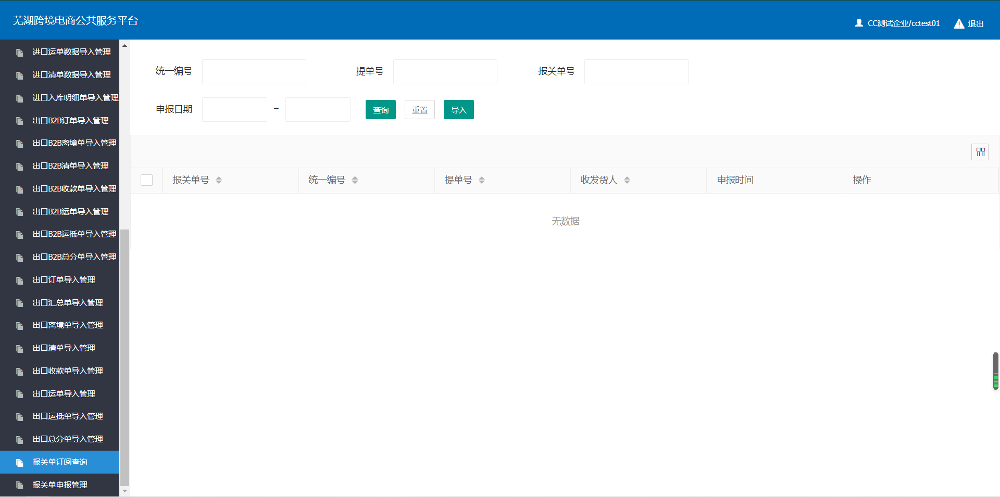 芜湖跨境电商公共服务平台
CC测试企业/cctest01
退出
进口运单数据导入管理
进口清单数据导入管理
进口入库明细单导入管理
出口B2B订单导入管理
出口B2B离境单导入管理
出口B2B清单导入管理
出口B2B收款单导入管理
出口B2B运单导入管理
出口B2B运抵单导入管理
出口B2B总分单导入管理
出口订单导入管理
出口汇总单导入管理
出口离境单导入管理
出口清单导入管理
出口收款单导入管理
出口运单导入管理
出口运抵单导入管理
出口总分单导入管理
报关单订阅查询
报关单申报管理
统一编号 提单号 报关单号
申报日期 ~ 查询 重置 导入
报关单号 统一编号 提单号 收发货人 申报时间 操作
无数据